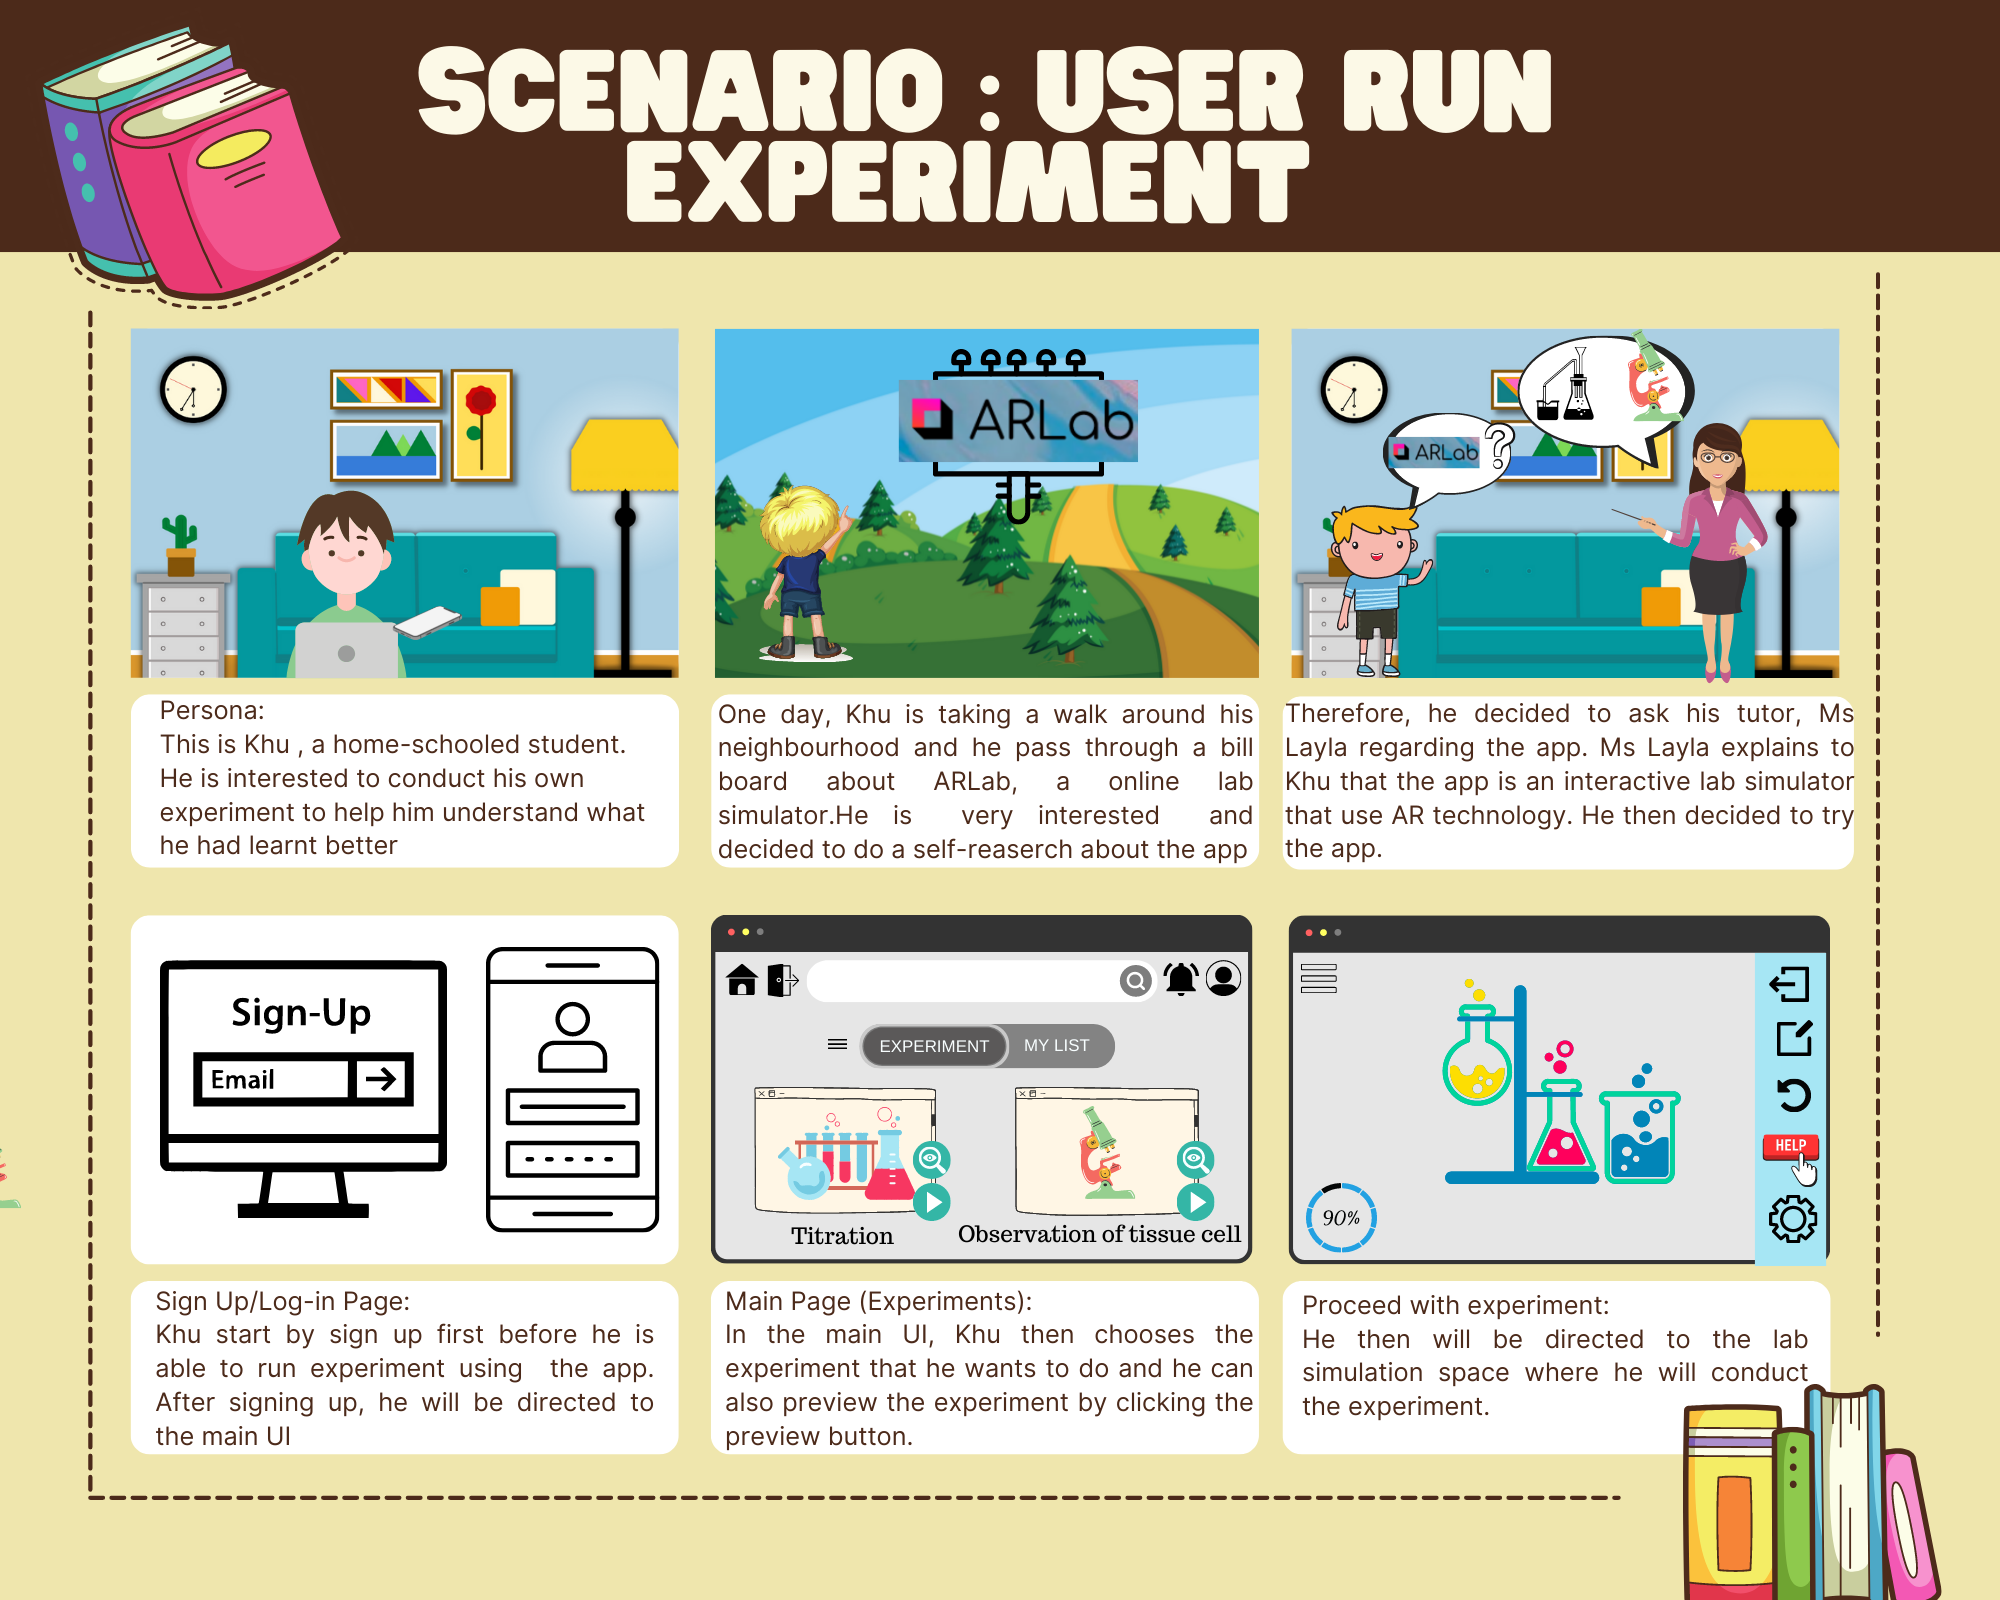 SCENARIO : USER RUN
EXPERIMENT
ARLab
ARLab ?
Persona:
This is Khu , a home-schooled student.
He is interested to conduct his own
experiment to help him understand what
he had learnt better
One day, Khu is taking a walk around his
neighbourhood and he pass through a bill
board about ARLab, a online lab
simulator.He is very interested and
decided to do a self-reaserch about the app
Therefore, he decided to ask his tutor, Ms
Layla regarding the app. Ms Layla explains to
Khu that the app is an interactive lab simulator
that use AR technology. He then decided to try
the app.
Sign-Up
Email
EXPERIMENT
MY LIST
Titration
Observation of tissue cell
HELP
90%
Sign Up/Log-in Page:
Khu start by sign up first before he is
able to run experiment using the app.
After signing up, he will be directed to
the main UI
Main Page (Experiments):
In the main UI, Khu then chooses the
experiment that he wants to do and he can
also preview the experiment by clicking the
preview button.
Proceed with experiment:
He then will be directed to the lab
simulation space where he will conduct
the experiment.